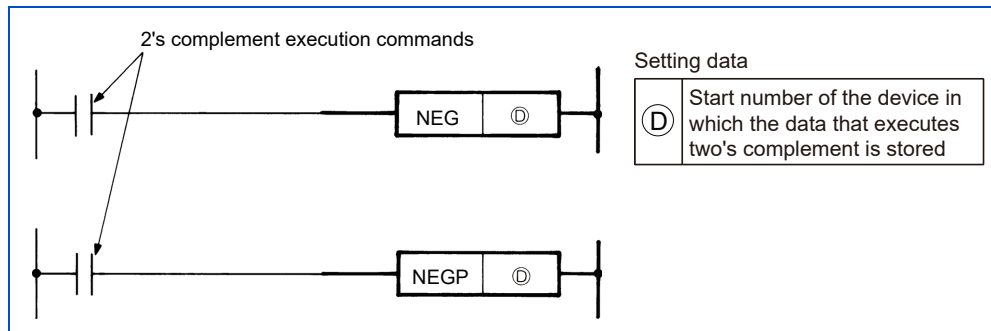 2's complement execution commands
Setting data
NEG Ⓓ
Ⓓ Start number of the device in
which the data that executes
two's complement is stored
NEGP Ⓓ